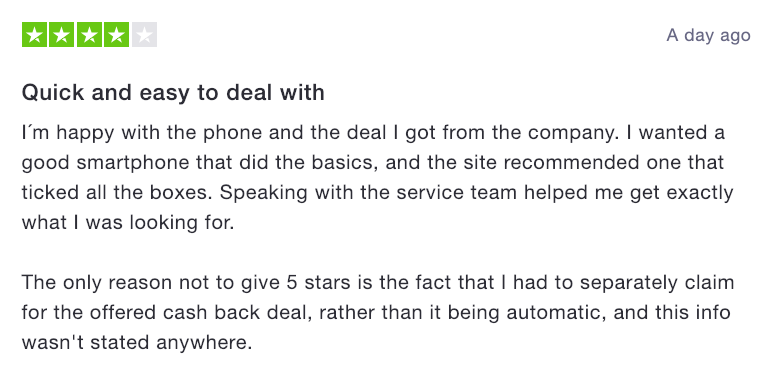 A day ago
Quick and easy to deal with
I´m happy with the phone and the deal I got from the company. I wanted a
good smartphone that did the basics, and the site recommended one that
ticked all the boxes. Speaking with the service team helped me get exactly
what I was looking for.
The only reason not to give 5 stars is the fact that I had to separately claim
for the offered cash back deal, rather than it being automatic, and this info
wasn't stated anywhere.